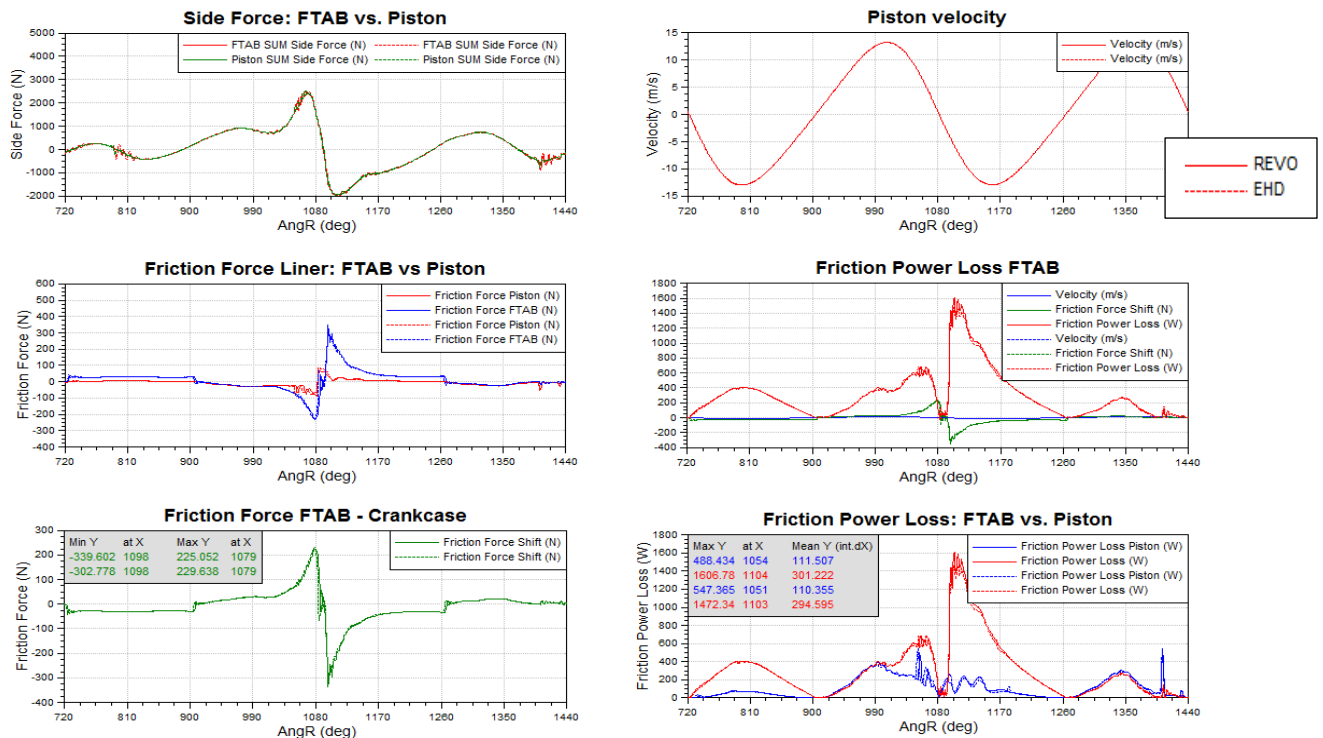 Side Force: FTAB vs. Piston
FTAB SUM Side Force (N) FTAB SUM Side Force (N)
Piston SUM Side Force (N) Piston SUM Side Force (N)
Side Force (N)
5000
4000
3000
2000
1000
0
-1000
-2000
720 810 900 990 1080 1170 1260 1350 1440
AngR (deg)
Piston velocity
Velocity (m/s)
Velocity (m/s)
Velocity (m/s)
15
10
5
0
-5
-10
-15
720 810 900 990 1080 1170 1260 1350 1440
AngR (deg)
REVO
EHD
Friction Force Liner: FTAB vs Piston
Friction Force Piston (N)
Friction Force FTAB (N)
Friction Force Piston (N)
Friction Force FTAB (N)
Friction Force (N)
600
500
400
300
200
100
0
-100
-200
-300
-400
720 810 900 990 1080 1170 1260 1350 1440
AngR (deg)
Friction Power Loss FTAB
Velocity (m/s)
Friction Force Shift (N)
Friction Power Loss (W)
Velocity (m/s)
Friction Force Shift (N)
Friction Power Loss (W)
Friction Power Loss (W)
1800
1600
1400
1200
1000
800
600
400
200
0
-200
-400
720 810 900 990 1080 1170 1260 1350 1440
AngR (deg)
Friction Force FTAB - Crankcase
Min Y at X Max Y at X
-339.602 1098 225.052 1079
-302.778 1098 229.638 1079
Friction Force Shift (N)
Friction Force Shift (N)
Friction Force (N)
300
200
100
0
-100
-200
-300
-400
720 810 900 990 1080 1170 1260 1350 1440
AngR (deg)
Friction Power Loss: FTAB vs. Piston
Max Y at X Mean Y (int.dX)
488.434 1054 111.507
1606.78 1104 301.222
547.365 1051 110.355
1472.34 1103 294.595
Friction Power Loss Piston (W)
Friction Power Loss (W)
Friction Power Loss Piston (W)
Friction Power Loss (W)
Friction Power Loss (W)
1800
1600
1400
1200
1000
800
600
400
200
0
720 810 900 990 1080 1170 1260 1350 1440
AngR (deg)